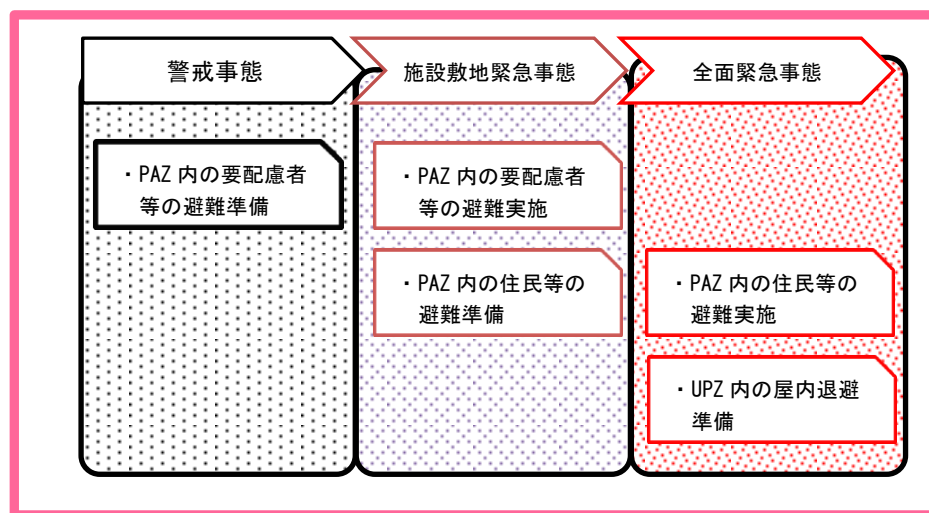 警戒事態
施設敷地緊急事態
全面緊急事態
・PAZ 内の要配慮者
等の避難準備
・PAZ 内の要配慮者
等の避難実施
・PAZ 内の住民等の
避難準備
・PAZ 内の住民等の
避難実施
・UPZ 内の屋内退避
準備